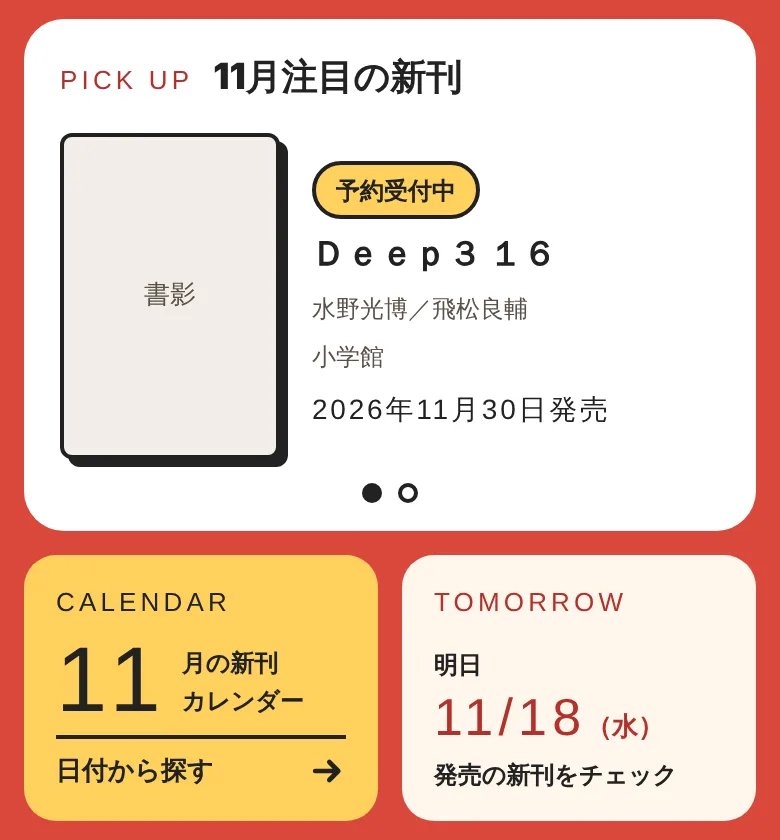 PICK UP 11月注目の新刊
書影
予約受付中
Ｄｅｅｐ３ １６
水野光博／飛松良輔
小学館
2026年11月30日発売
CALENDAR
11 月の新刊
カレンダー
日付から探す →
TOMORROW
明日
11/18（水）
発売の新刊をチェック